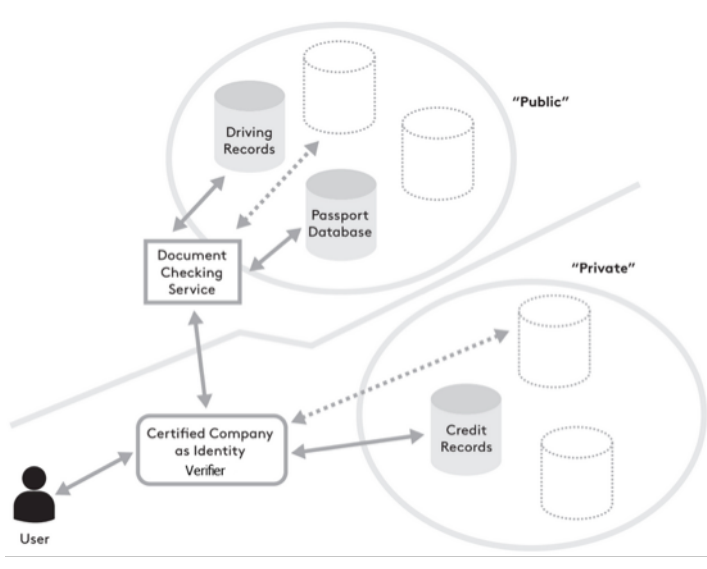 "Public"
Driving
Records
Passport
Database
Document
Checking
Service
"Private"
Certified Company
as Identity
Verifier
Credit
Records
User